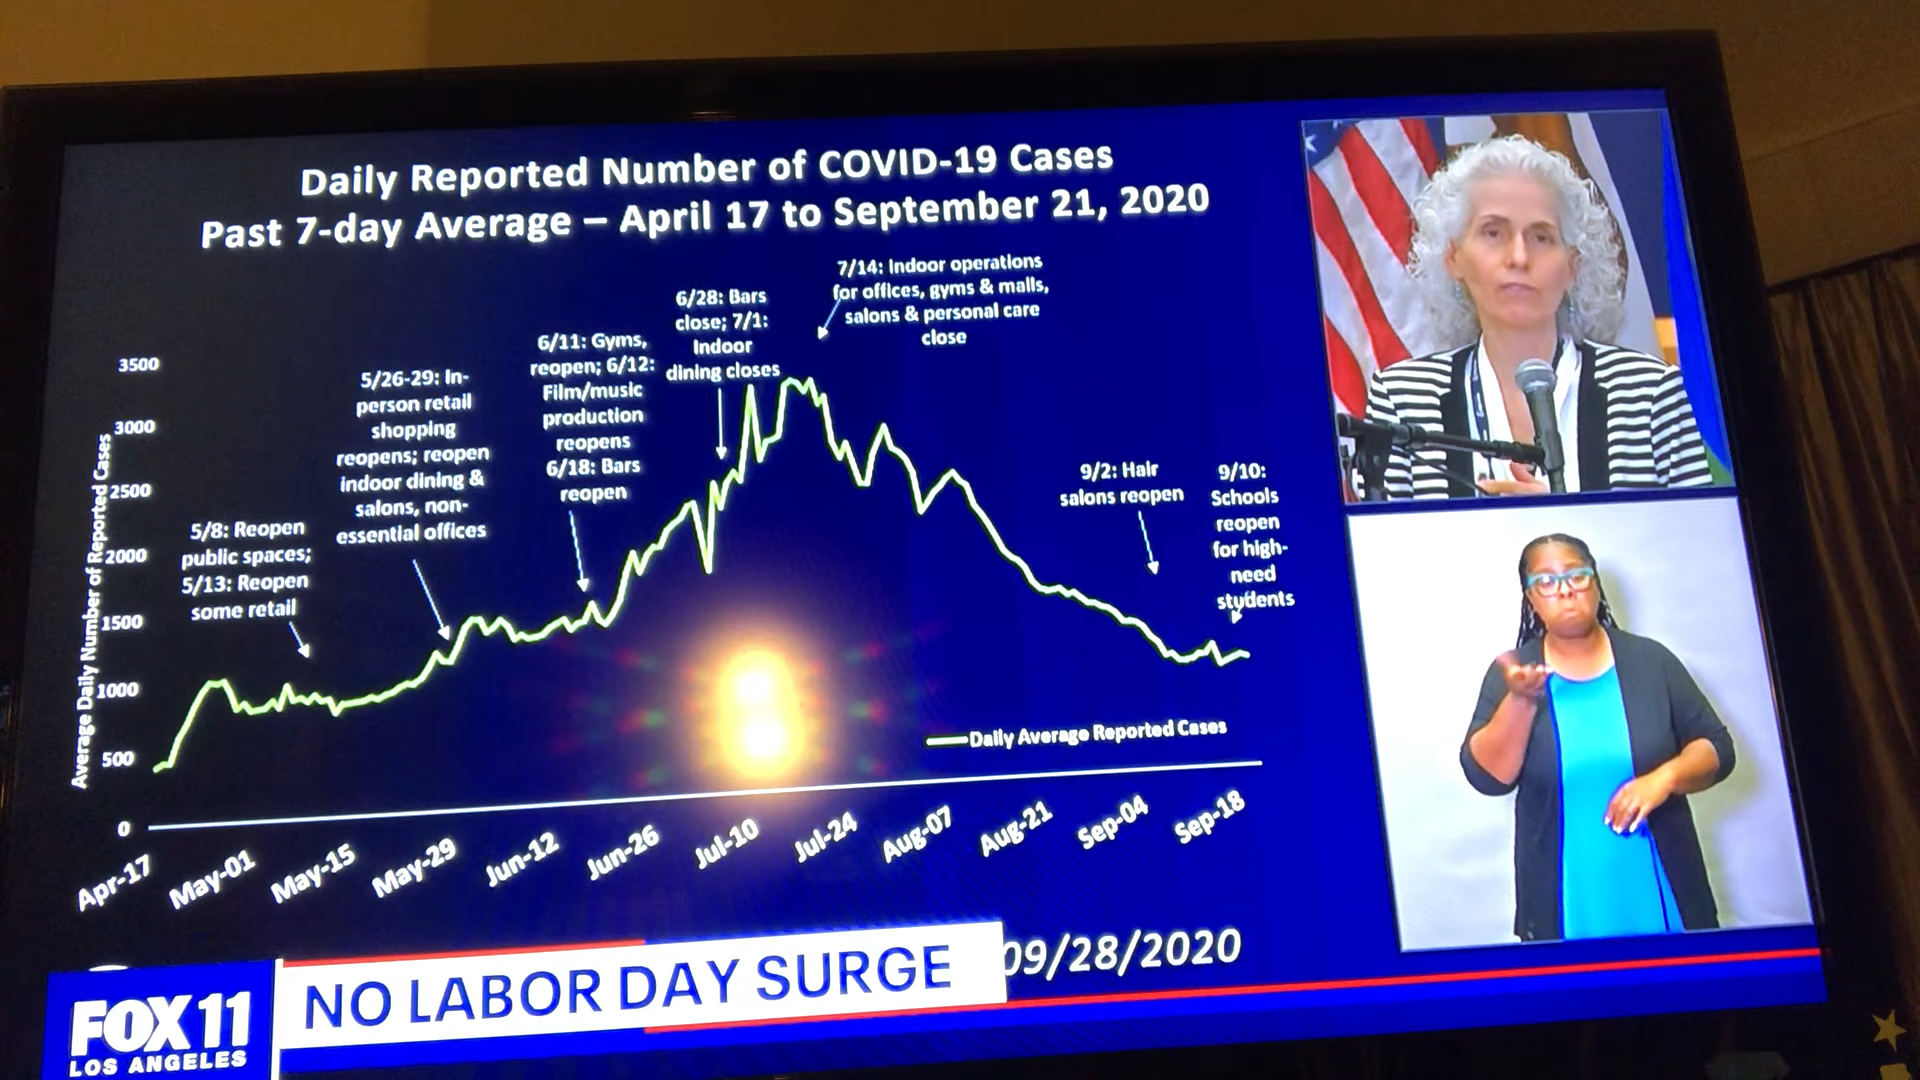 Daily Reported Number of COVID-19 Cases
Past 7-day Average – April 17 to September 21, 2020
7/14: Indoor operations
for offices, gyms & malls,
salons & personal care
close
6/28: Bars
close; 7/1:
Indoor
dining closes
6/11: Gyms,
reopen; 6/12:
Film/music
production
reopens
6/18: Bars
reopen
5/26-29: In-
person retail
shopping
reopens; reopen
indoor dining &
salons, non-
essential offices
5/8: Reopen
public spaces;
5/13: Reopen
some retail
9/2: Hair
salons reopen
9/10:
Schools
reopen
for high-
need
students
Average Daily Number of Reported Cases
3500
3000
2500
2000
1500
1000
500
0
Daily Average Reported Cases
Apr-17
May-01
May-15
May-29
Jun-12
Jun-26
Jul-10
Jul-24
Aug-07
Aug-21
Sep-04
Sep-18
09/28/2020
NO LABOR DAY SURGE
FOX 11
LOS ANGELES